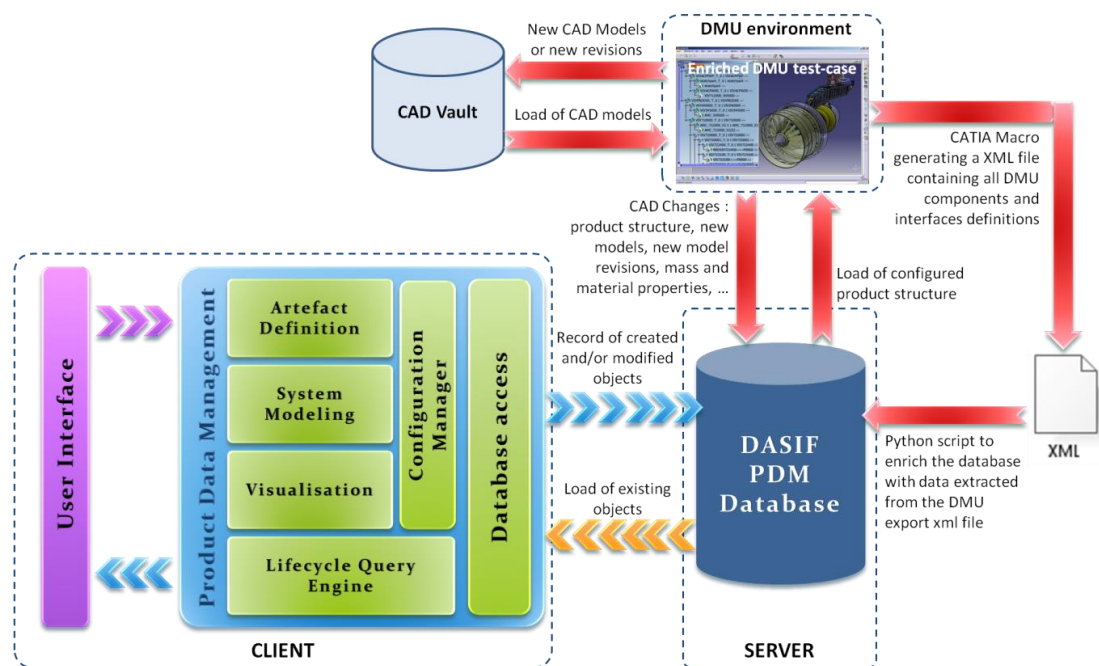 DMU environment
New CAD Models
or new revisions
Enriched DMU test-case
CAD Vault
Load of CAD models
CATIA Macro
generating a XML file
containing all DMU
components and
interfaces definitions
CAD Changes :
product structure, new
models, new model
revisions, mass and
material properties, ...
Load of configured
product structure
User Interface
Product Data Management
Artefact
Definition
System
Modeling
Visualisation
Lifecycle Query
Engine
Configuration
Manager
Database access
Record of created
and/or modified
objects
Load of existing
objects
DASIF
PDM
Database
XML
Python script to
enrich the database
with data extracted
from the DMU
export xml file
CLIENT
SERVER